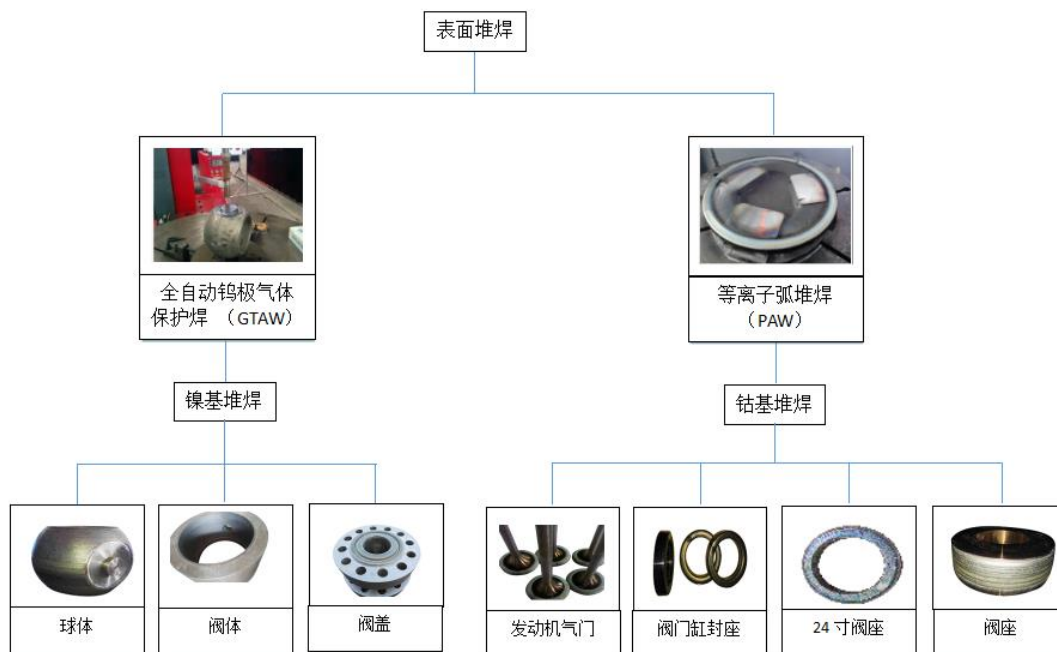 表面堆焊
全自动钨极气体
保护焊 （GTAW）
等离子弧堆焊
（PAW）
镍基堆焊
钴基堆焊
球体
阀体
阀盖
发动机气门
阀门缸封座
24寸阀座
阀座